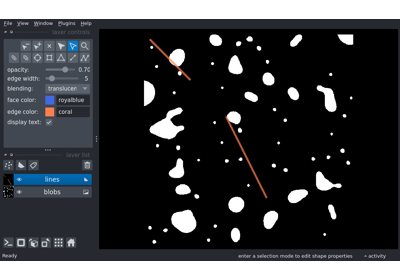 File View Window Plugins Help
layer controls
opacity: 0.70
edge width: 5
blending: translucen
face color: royalblue
edge color: coral
display text:
layer list
lines
blobs
Ready enter a selection mode to edit shape properties activity